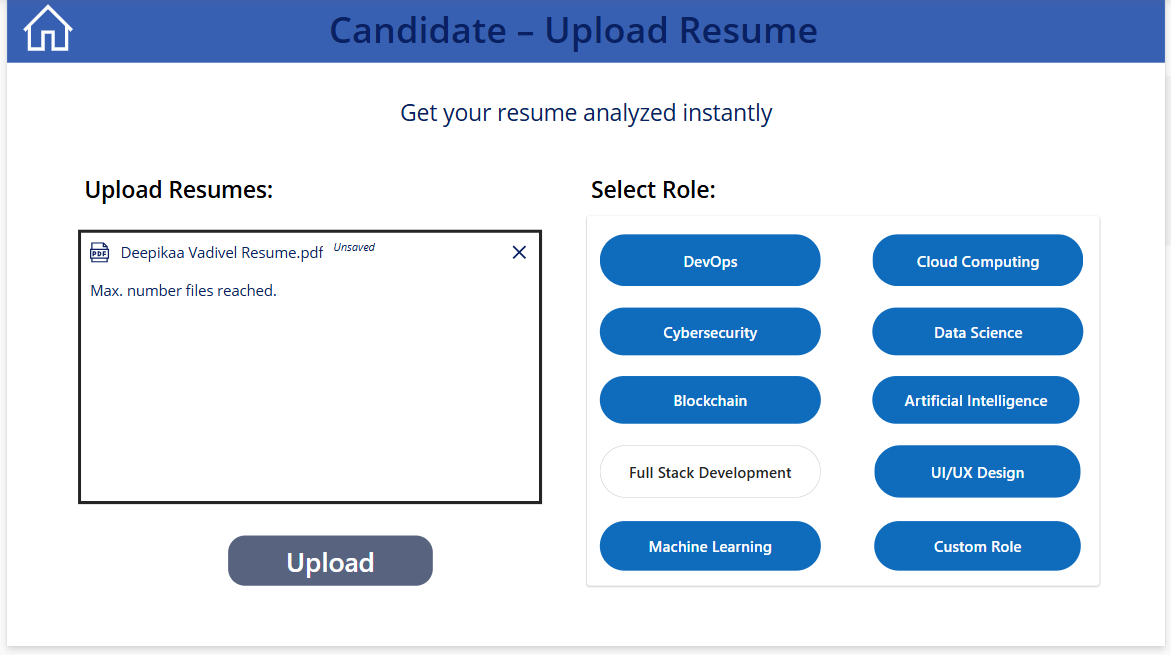 Candidate – Upload Resume
Get your resume analyzed instantly
Upload Resumes:
PDF
Deepikaa Vadivel Resume.pdf Unsaved
Max. number files reached.
Upload
Select Role:
DevOps
Cloud Computing
Cybersecurity
Data Science
Blockchain
Artificial Intelligence
Full Stack Development
UI/UX Design
Machine Learning
Custom Role